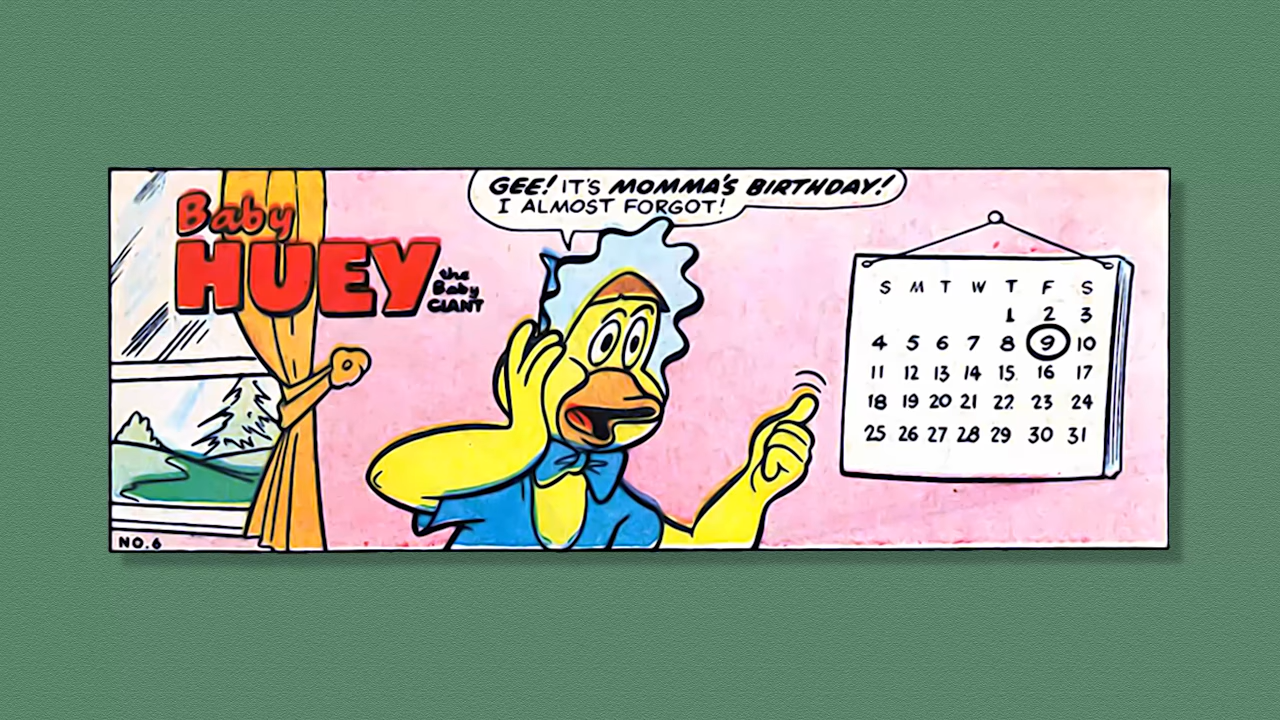 GEE! IT'S MOMMA'S BIRTHDAY!
I ALMOST FORGOT!
Baby
HUEY
the
Baby
GIANT
S M T W T F S
1 2 3
4 5 6 7 8 9 10
11 12 13 14 15 16 17
18 19 20 21 22 23 24
25 26 27 28 29 30 31
NO.6